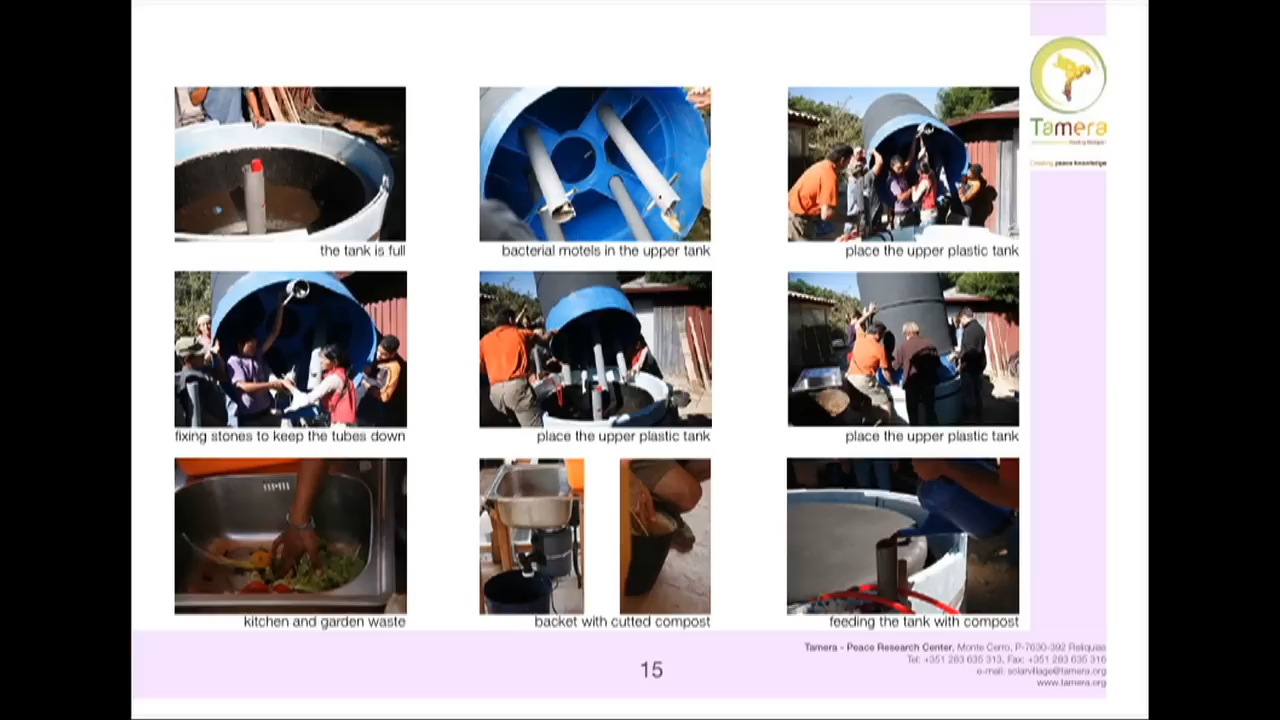 Tamera
Creating peace knowledge
the tank is full
bacterial motels in the upper tank
place the upper plastic tank
fixing stones to keep the tubes down
place the upper plastic tank
place the upper plastic tank
kitchen and garden waste
backet with cutted compost
feeding the tank with compost
15
Tamera - Peace Research Center, Monte Cerro, P-7630-392 Reliquias
Tel: +351 283 635 313, Fax: +351 283 635 316
e-mail: solarvillage@tamera.org
www.tamera.org